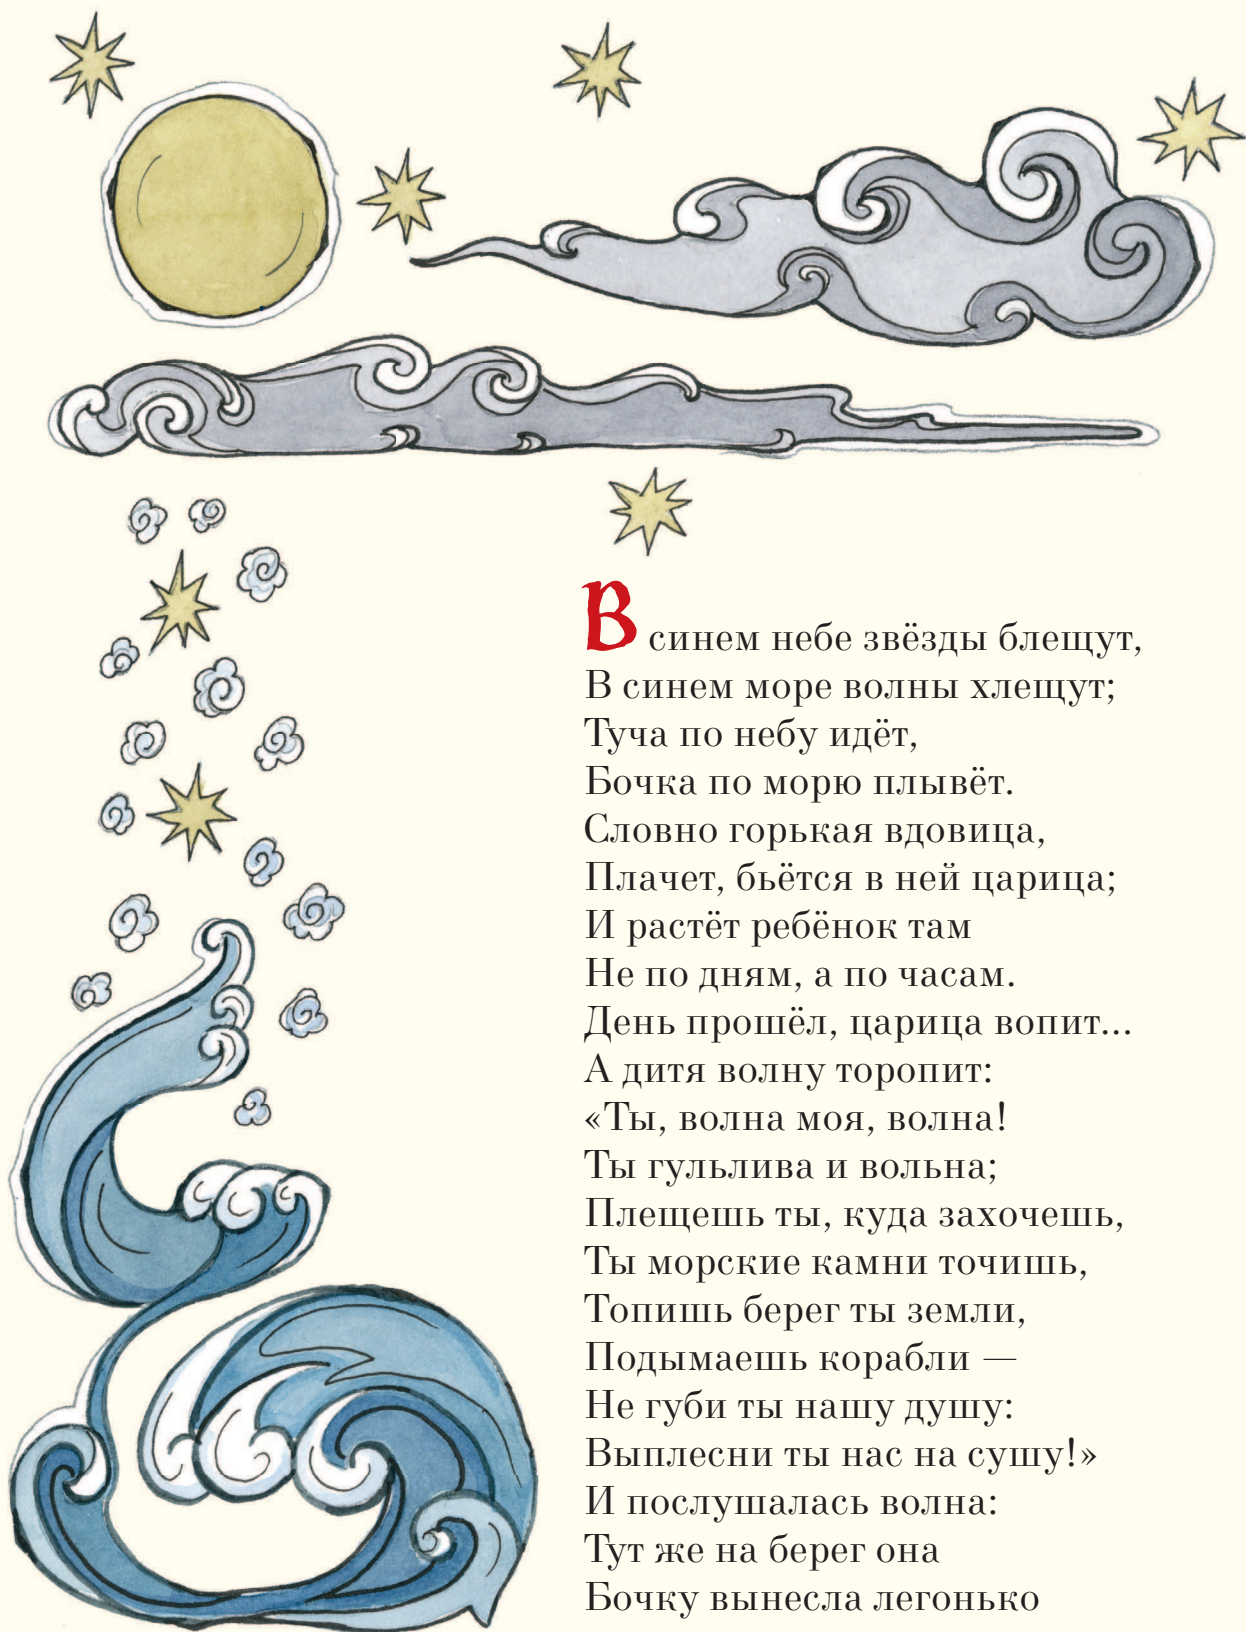 В синем небе звёзды блещут,
В синем море волны хлещут;
Туча по небу идёт,
Бочка по морю плывёт.
Словно горькая вдовица,
Плачет, бьётся в ней царица;
И растёт ребёнок там
Не по дням, а по часам.
День прошёл, царица вопит...
А дитя волну торопит:
«Ты, волна моя, волна!
Ты гульлива и вольна;
Плещешь ты, куда захочешь,
Ты морские камни точишь,
Топишь берег ты земли,
Подымаешь корабли —
Не губи ты нашу душу:
Выплесни ты нас на сушу!»
И послушалась волна:
Тут же на берег она
Бочку вынесла легонько